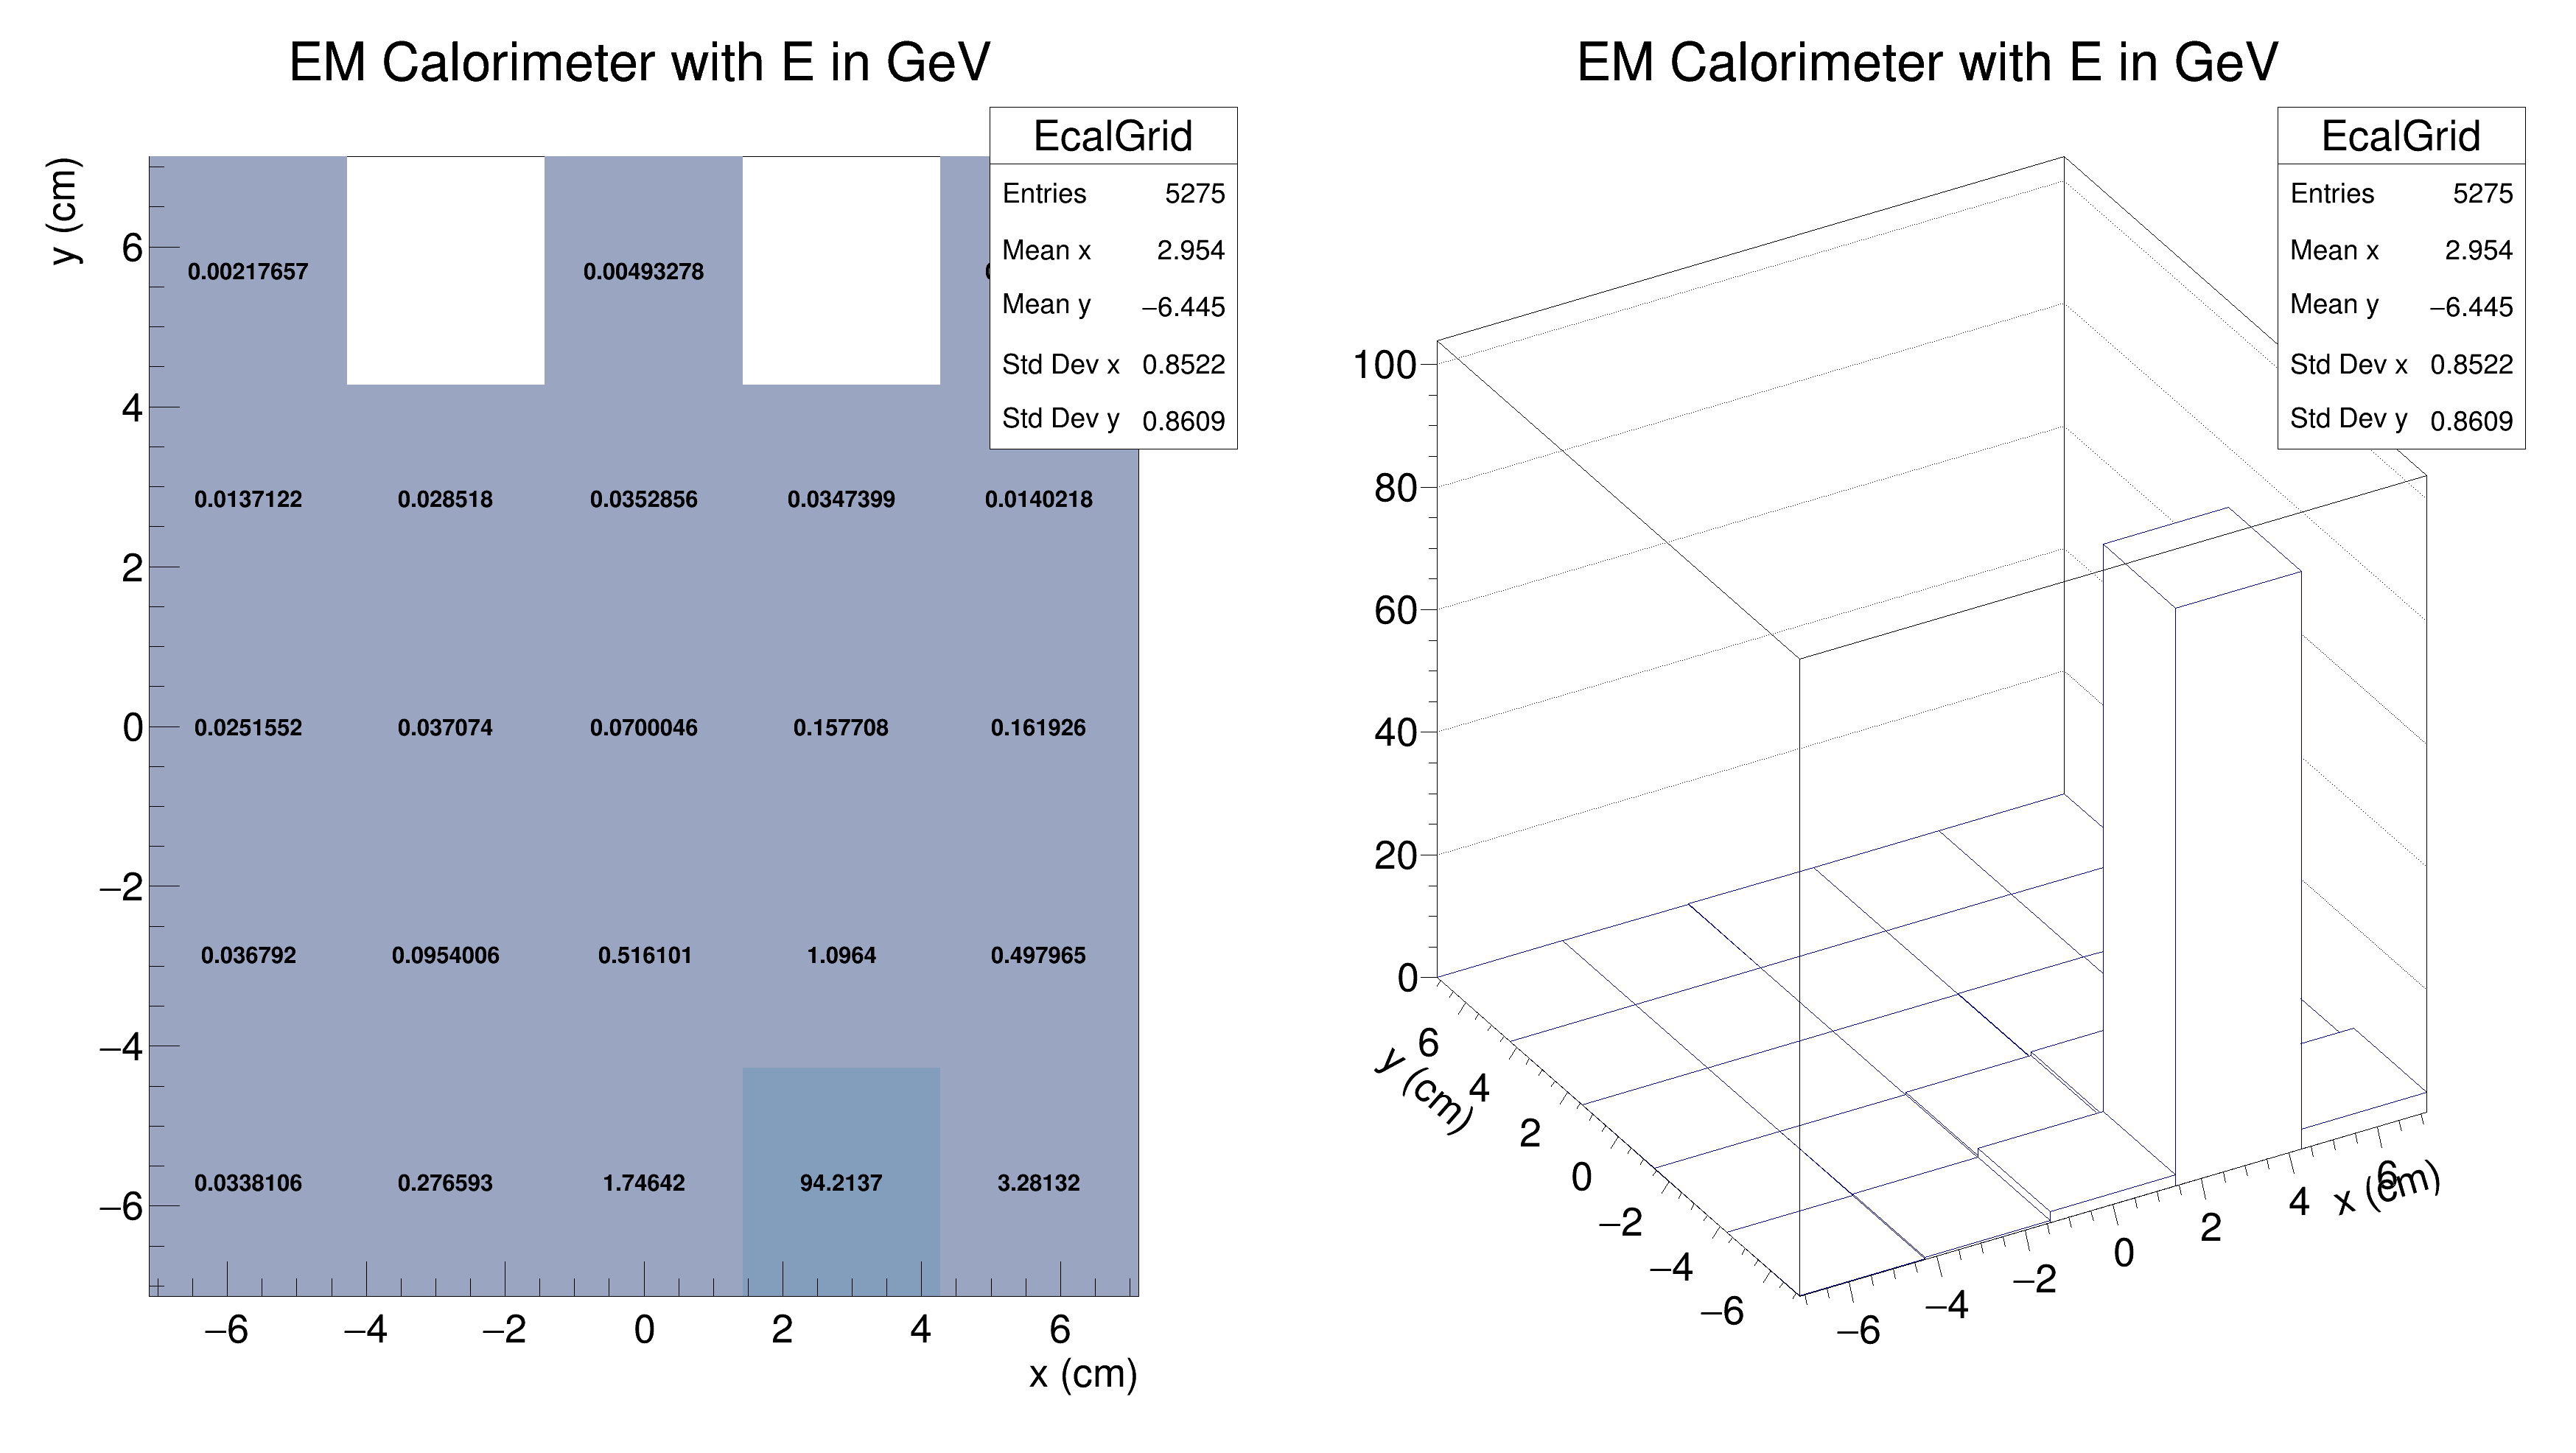 EM Calorimeter with E in GeV
EcalGrid
Entries 5275
Mean x 2.954
Mean y −6.445
Std Dev x 0.8522
Std Dev y 0.8609
y (cm)
6
4
2
0
−2
−4
−6
0.00217657 0.00493278
0.0137122 0.028518 0.0352856 0.0347399 0.0140218
0.0251552 0.037074 0.0700046 0.157708 0.161926
0.036792 0.0954006 0.516101 1.0964 0.497965
0.0338106 0.276593 1.74642 94.2137 3.28132
−6 −4 −2 0 2 4 6
x (cm)
EM Calorimeter with E in GeV
EcalGrid
Entries 5275
Mean x 2.954
Mean y −6.445
Std Dev x 0.8522
Std Dev y 0.8609
100
80
60
40
20
0
6
4
2
0
−2
−4
−6
y (cm)
−6
−4
−2
0
2
4
6
x (cm)